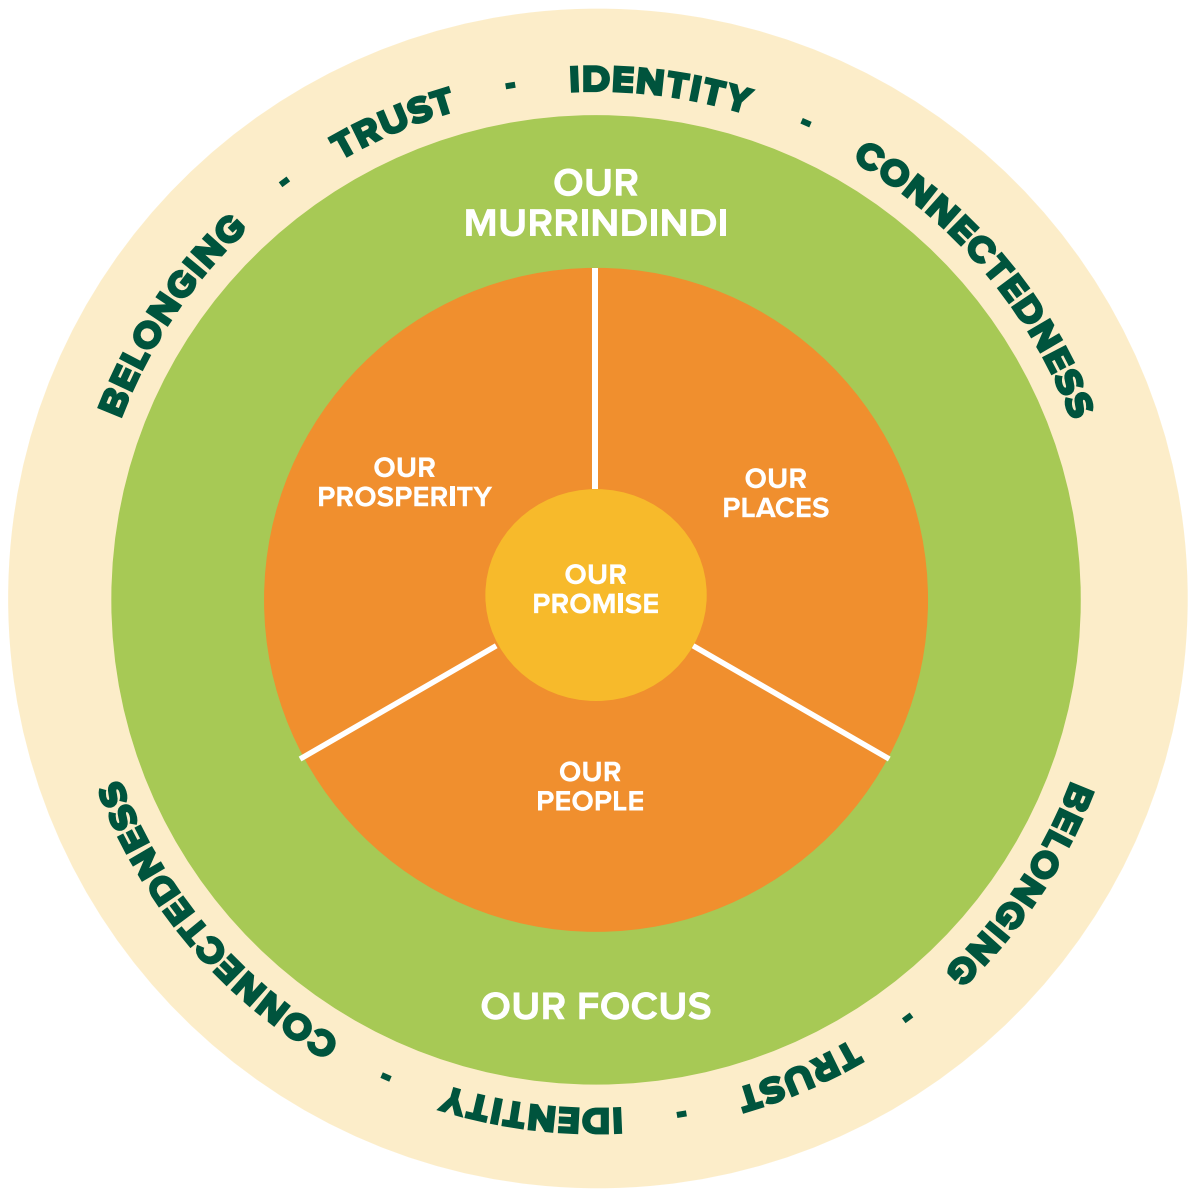 BELONGING - TRUST - IDENTITY - CONNECTEDNESS
OUR
MURRINDINDI
OUR
PROSPERITY
OUR
PLACES
OUR
PROMISE
OUR
PEOPLE
OUR FOCUS
BELONGING - TRUST - IDENTITY - CONNECTEDNESS